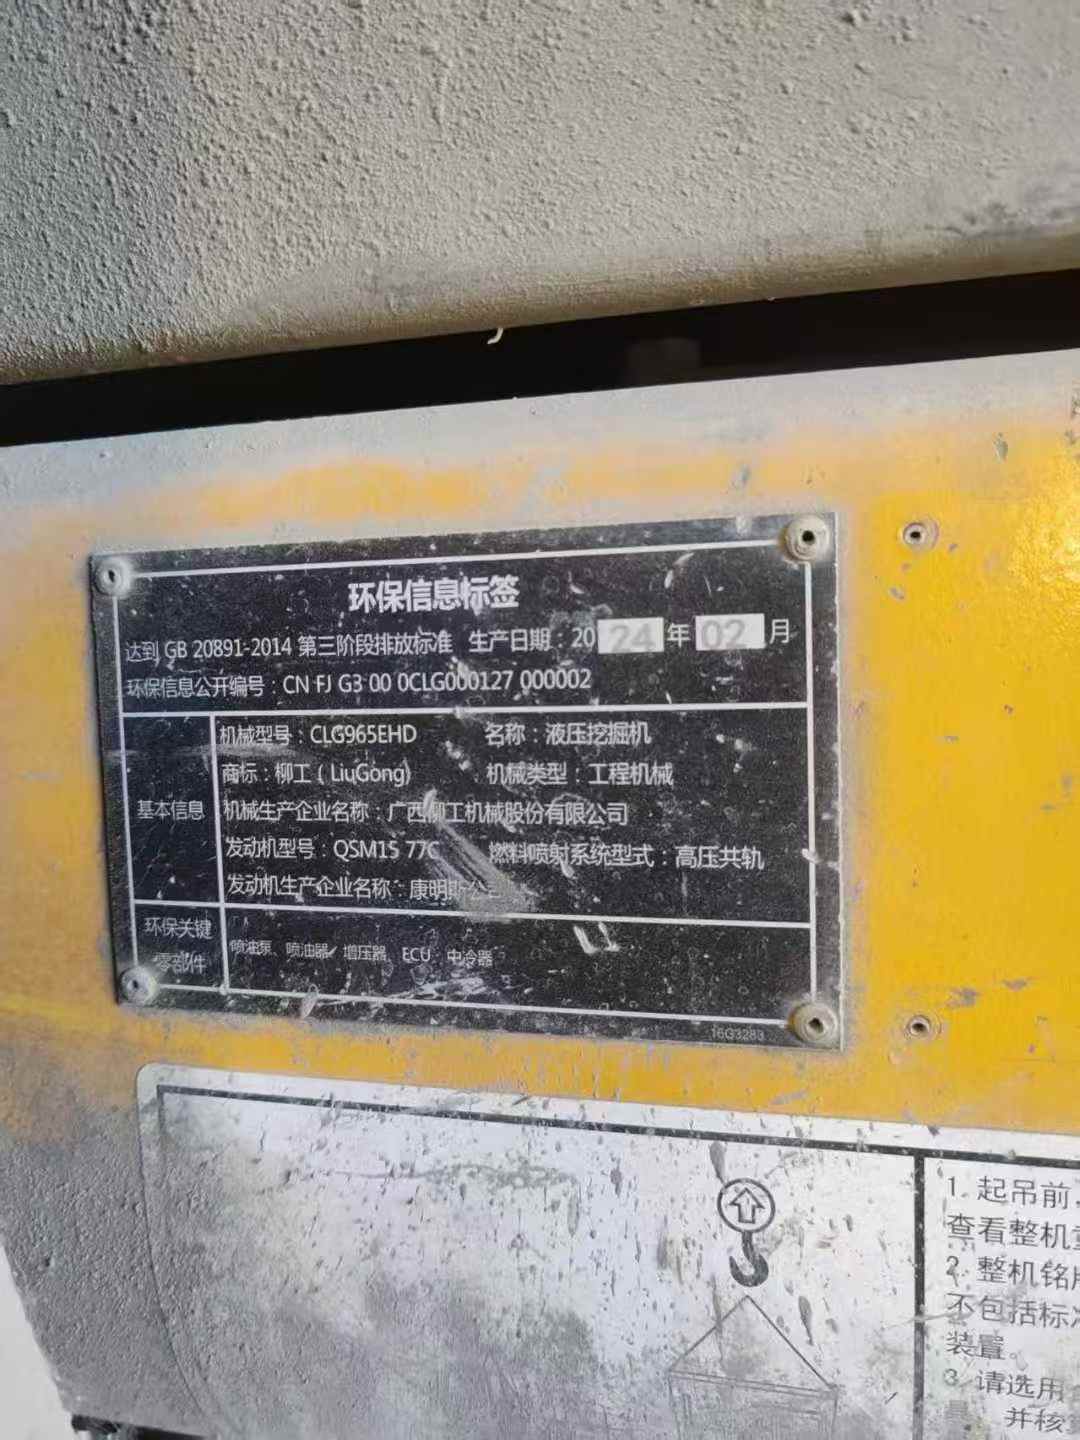 环保信息标签
达到 GB 20891-2014 第三阶段排放标准 生产日期：20 24 年 02 月
环保信息公开编号：CN FJ G3 00 0CLG000127 000002
基本信息
机械型号：CLG965EHD 名称：液压挖掘机
商标：柳工（LiuGong） 机械类型：工程机械
机械生产企业名称：广西柳工机械股份有限公司
发动机型号：QSM15 77C 燃料喷射系统型式：高压共轨
发动机生产企业名称：康明斯公司
环保关键
零部件
喷油泵、喷油器、增压器、ECU、中冷器
16G3283
1. 起吊前，
查看整机
2. 整机铭
不包括标
装置。
3. 请选用
并核